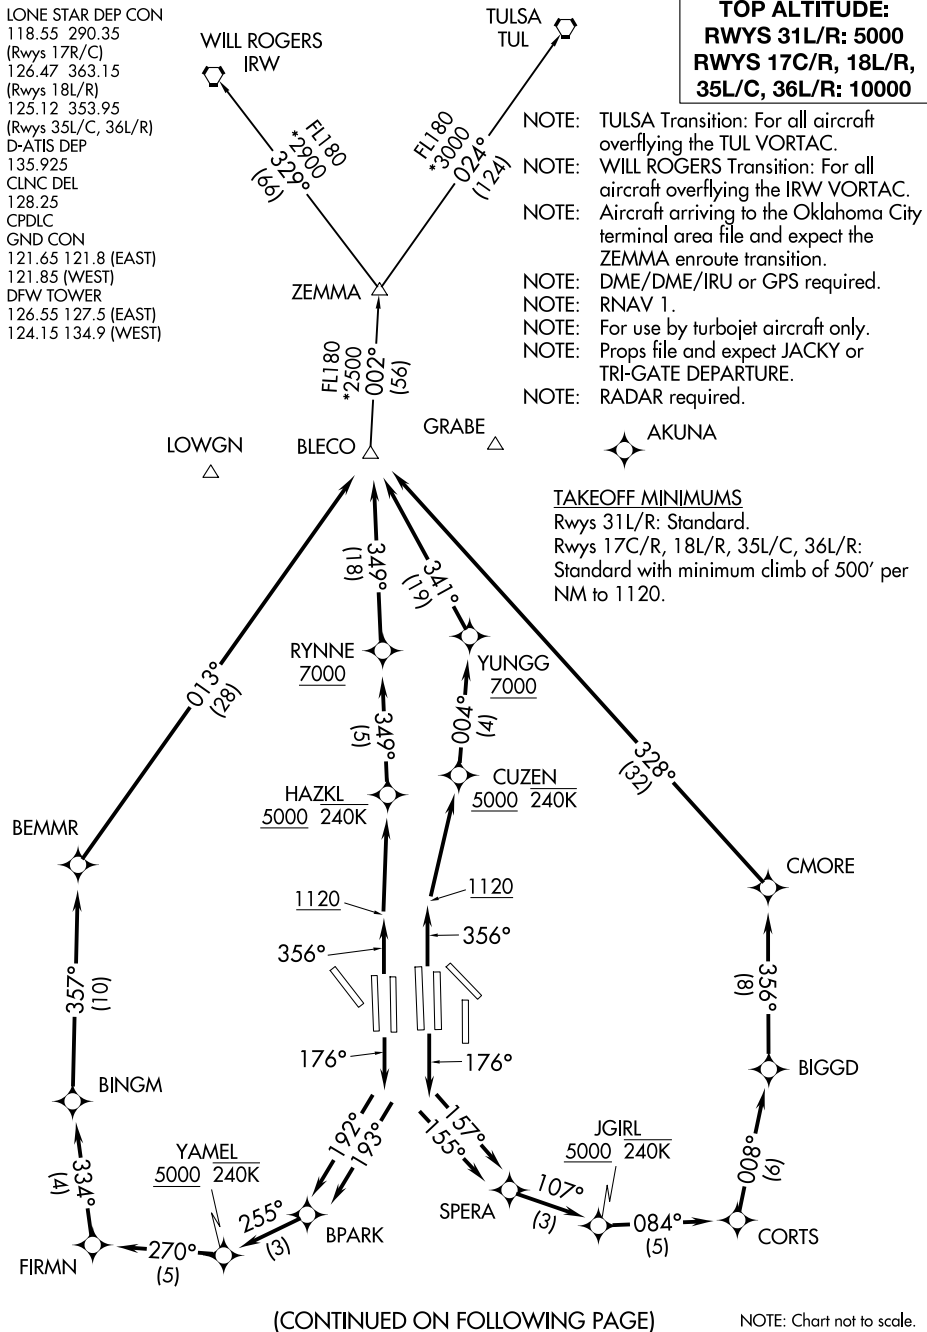 LONE STAR DEP CON
118.55 290.35
(Rwys 17R/C)
126.47 363.15
(Rwys 18L/R)
125.12 353.95
(Rwys 35L/C, 36L/R)
D-ATIS DEP
135.925
CLNC DEL
128.25
CPDLC
GND CON
121.65 121.8 (EAST)
121.85 (WEST)
DFW TOWER
126.55 127.5 (EAST)
124.15 134.9 (WEST)
WILL ROGERS
IRW
TULSA
TUL
TOP ALTITUDE:
RWYS 31L/R: 5000
RWYS 17C/R, 18L/R,
35L/C, 36L/R: 10000
NOTE: TULSA Transition: For all aircraft
overflying the TUL VORTAC.
NOTE: WILL ROGERS Transition: For all
aircraft overflying the IRW VORTAC.
NOTE: Aircraft arriving to the Oklahoma City
terminal area file and expect the
ZEMMA enroute transition.
NOTE: DME/DME/IRU or GPS required.
NOTE: RNAV 1.
NOTE: For use by turbojet aircraft only.
NOTE: Props file and expect JACKY or
TRI-GATE DEPARTURE.
NOTE: RADAR required.
FL180
*2900
329°
(66)
FL180
*3000
024°
(124)
ZEMMA
FL180
*2500
002°
(56)
LOWGN
BLECO
GRABE
AKUNA
TAKEOFF MINIMUMS
Rwys 31L/R: Standard.
Rwys 17C/R, 18L/R, 35L/C, 36L/R:
Standard with minimum climb of 500' per
NM to 1120.
349°
(18)
341°
(19)
RYNNE
7000
YUNGG
7000
013°
(28)
349°
(5)
004°
(4)
328°
(32)
HAZKL
5000 240K
CUZEN
5000 240K
BEMMR
CMORE
1120
1120
356°
356°
357°
(10)
356°
(8)
176°
176°
BINGM
BIGGD
192°
193°
157°
155°
YAMEL
5000 240K
JGIRL
5000 240K
334°
(4)
008°
(6)
255°
(3)
BPARK
SPERA
107°
(3)
084°
(5)
CORTS
FIRMN
270°
(5)
(CONTINUED ON FOLLOWING PAGE)
NOTE: Chart not to scale.